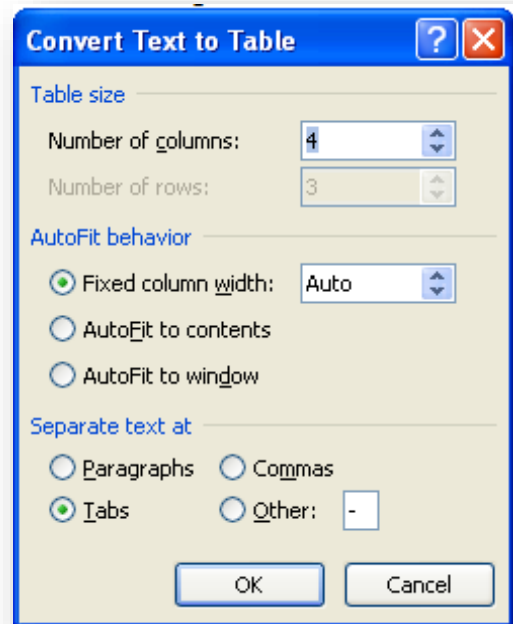 Convert Text to Table ?
Table size
Number of columns: 4
Number of rows: 3
AutoFit behavior
Fixed column width: Auto
AutoFit to contents
AutoFit to window
Separate text at
Paragraphs Commas
Tabs Other: -
OK Cancel